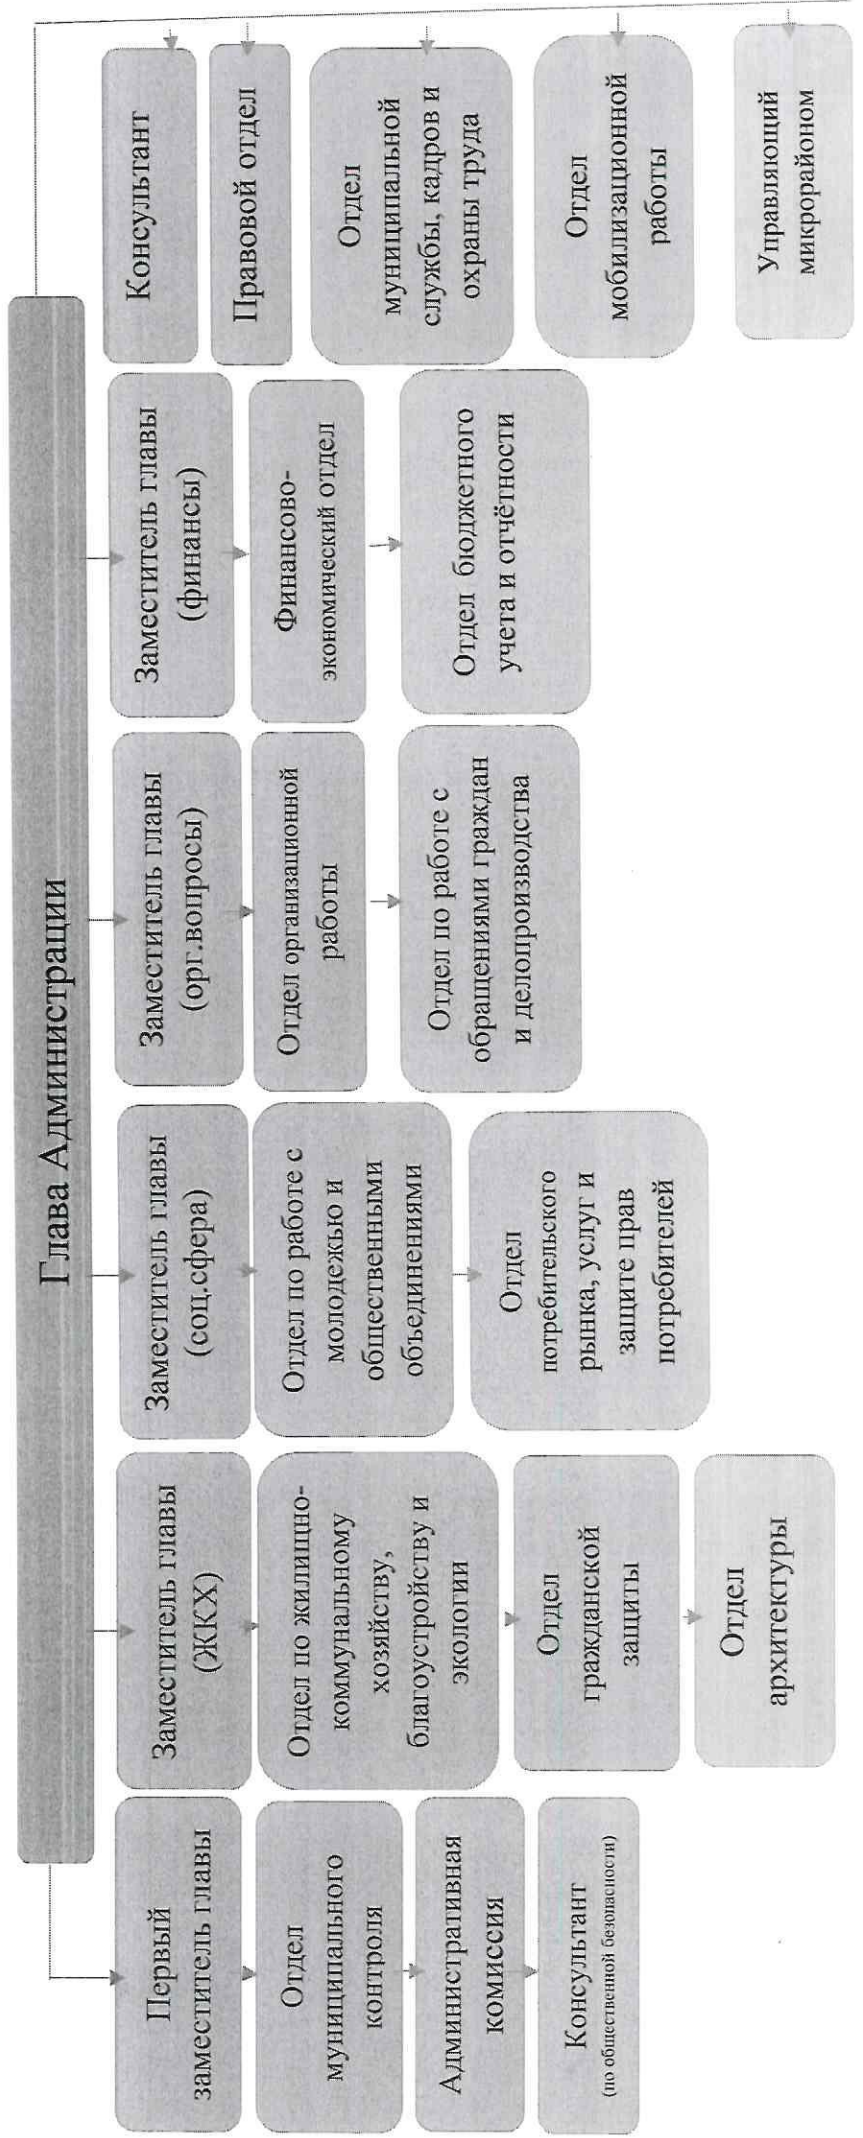 Глава Администрации
Первый
заместитель главы
Отдел
муниципального
контроля
Административная
комиссия
Консультант
(по общественной безопасности)
Заместитель главы
(ЖКХ)
Отдел по жилищно-
коммунальному
хозяйству,
благоустройству и
экологии
Отдел
гражданской
защиты
Отдел
архитектуры
Заместитель главы
(соц.сфера)
Отдел по работе с
молодежью и
общественными
объединениями
Отдел
потребительского
рынка, услуг и
защите прав
потребителей
Заместитель главы
(орг.вопросы)
Отдел организационной
работы
Отдел по работе с
обращениями граждан
и делопроизводства
Заместитель главы
(финансы)
Финансово-
экономический отдел
Отдел бюджетного
учета и отчётности
Консультант
Правовой отдел
Отдел
муниципальной
службы, кадров и
охраны труда
Отдел
мобилизационной
работы
Управляющий
микрорайоном